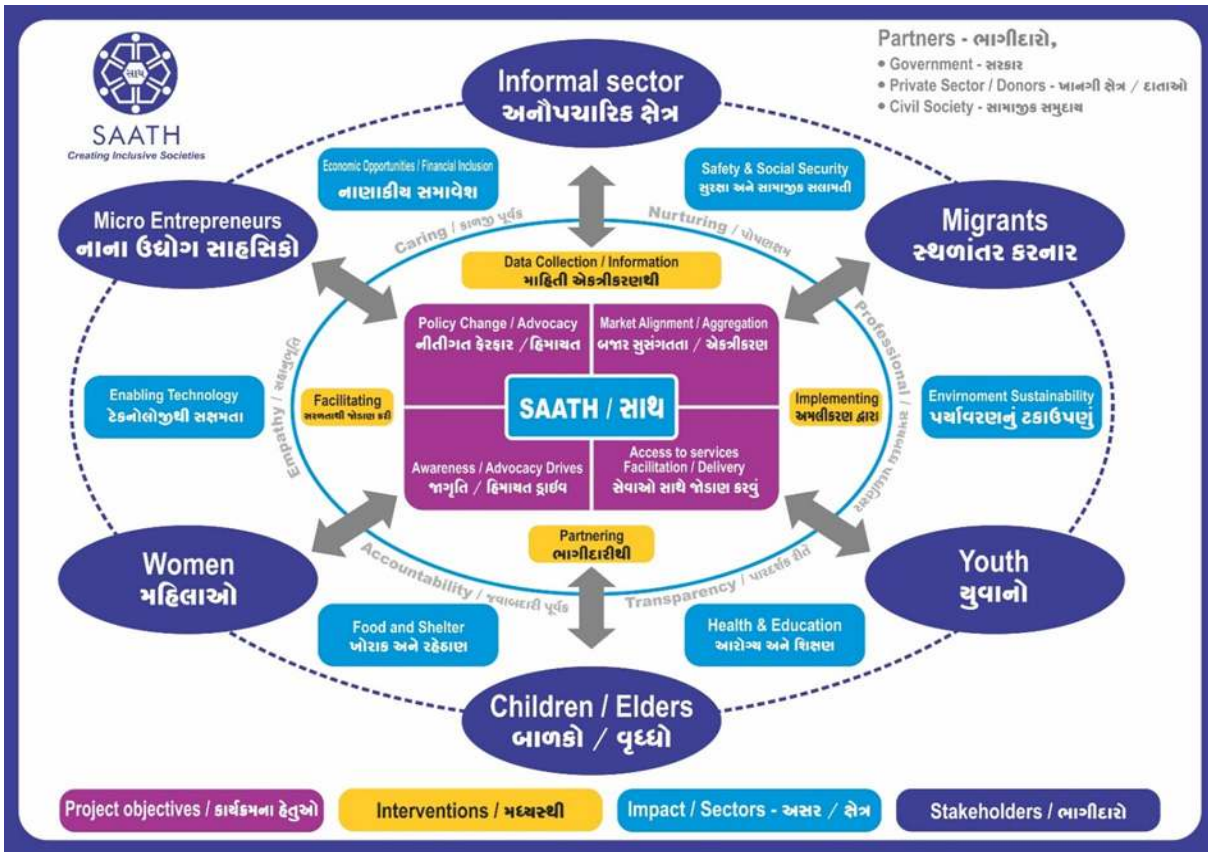 સાથ
SAATH
Creating Inclusive Societies
Partners - ભાગીદારો,
• Government - સરકાર
• Private Sector / Donors - ખાનગી ક્ષેત્ર / દાતાઓ
• Civil Society - સામાજીક સમુદાય
Informal sector
અનૌપચારિક ક્ષેત્ર
Economic Opportunities / Financial Inclusion
નાણાકીય સમાવેશ
Safety & Social Security
સુરક્ષા અને સામાજીક સલામતી
Micro Entrepreneurs
નાના ઉદ્યોગ સાહસિકો
Caring / કાળજી પૂર્વક
Nurturing / પોષણક્ષમ
Migrants
સ્થળાંતર કરનાર
Data Collection / Information
માહિતી એકત્રીકરણથી
Policy Change / Advocacy
નીતીગત ફેરફાર / હિમાયત
Market Alignment / Aggregation
બજાર સુસંગતતા / એકત્રીકરણ
Enabling Technology
ટેકનોલોજીથી સક્ષમતા
Empathy / સહાનુભૂતિ
Facilitating
સરળતાથી જોડાણ કરી
SAATH / સાથ
Implementing
અમલીકરણ દ્વારા
Professional /
Envirnoment Sustainability
પર્યાવરણનું ટકાઉપણું
Awareness / Advocacy Drives
જાગૃતિ / હિમાયત ડ્રાઈવ
Access to services
Facilitation / Delivery
સેવાઓ સાથે જોડાણ કરવું
Partnering
ભાગીદારીથી
Women
મહિલાઓ
Accountability / જવાબદારી પૂર્વક
Transparency / પારદર્શક રીતે
Youth
યુવાનો
Food and Shelter
ખોરાક અને રહેઠાણ
Health & Education
આરોગ્ય અને શિક્ષણ
Children / Elders
બાળકો / વૃધ્ધો
Project objectives / કાર્યક્રમના હેતુઓ
Interventions / મધ્યસ્થી
Impact / Sectors - અસર / ક્ષેત્ર
Stakeholders / ભાગીદારો